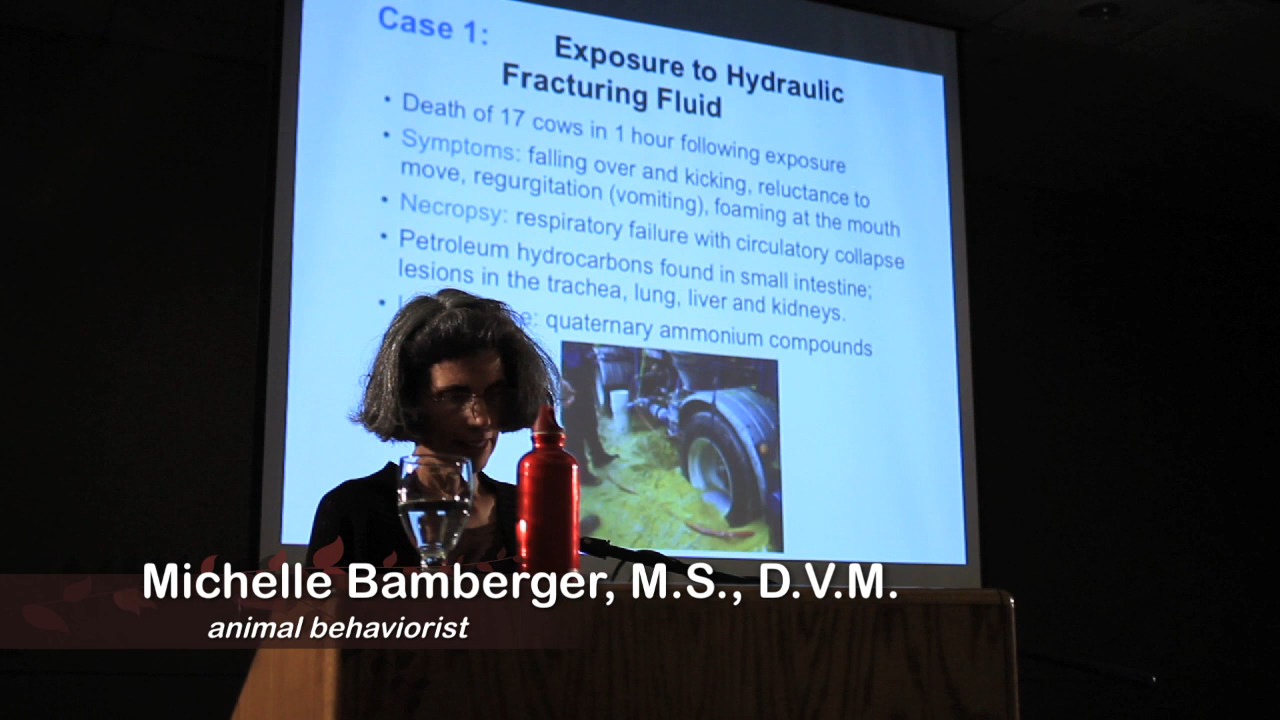 Case 1:
Exposure to Hydraulic
Fracturing Fluid
• Death of 17 cows in 1 hour following exposure
• Symptoms: falling over and kicking, reluctance to
move, regurgitation (vomiting), foaming at the mouth
• Necropsy: respiratory failure with circulatory collapse
• Petroleum hydrocarbons found in small intestine;
lesions in the trachea, lung, liver and kidneys.
• quaternary ammonium compounds
Michelle Bamberger, M.S., D.V.M.
animal behaviorist